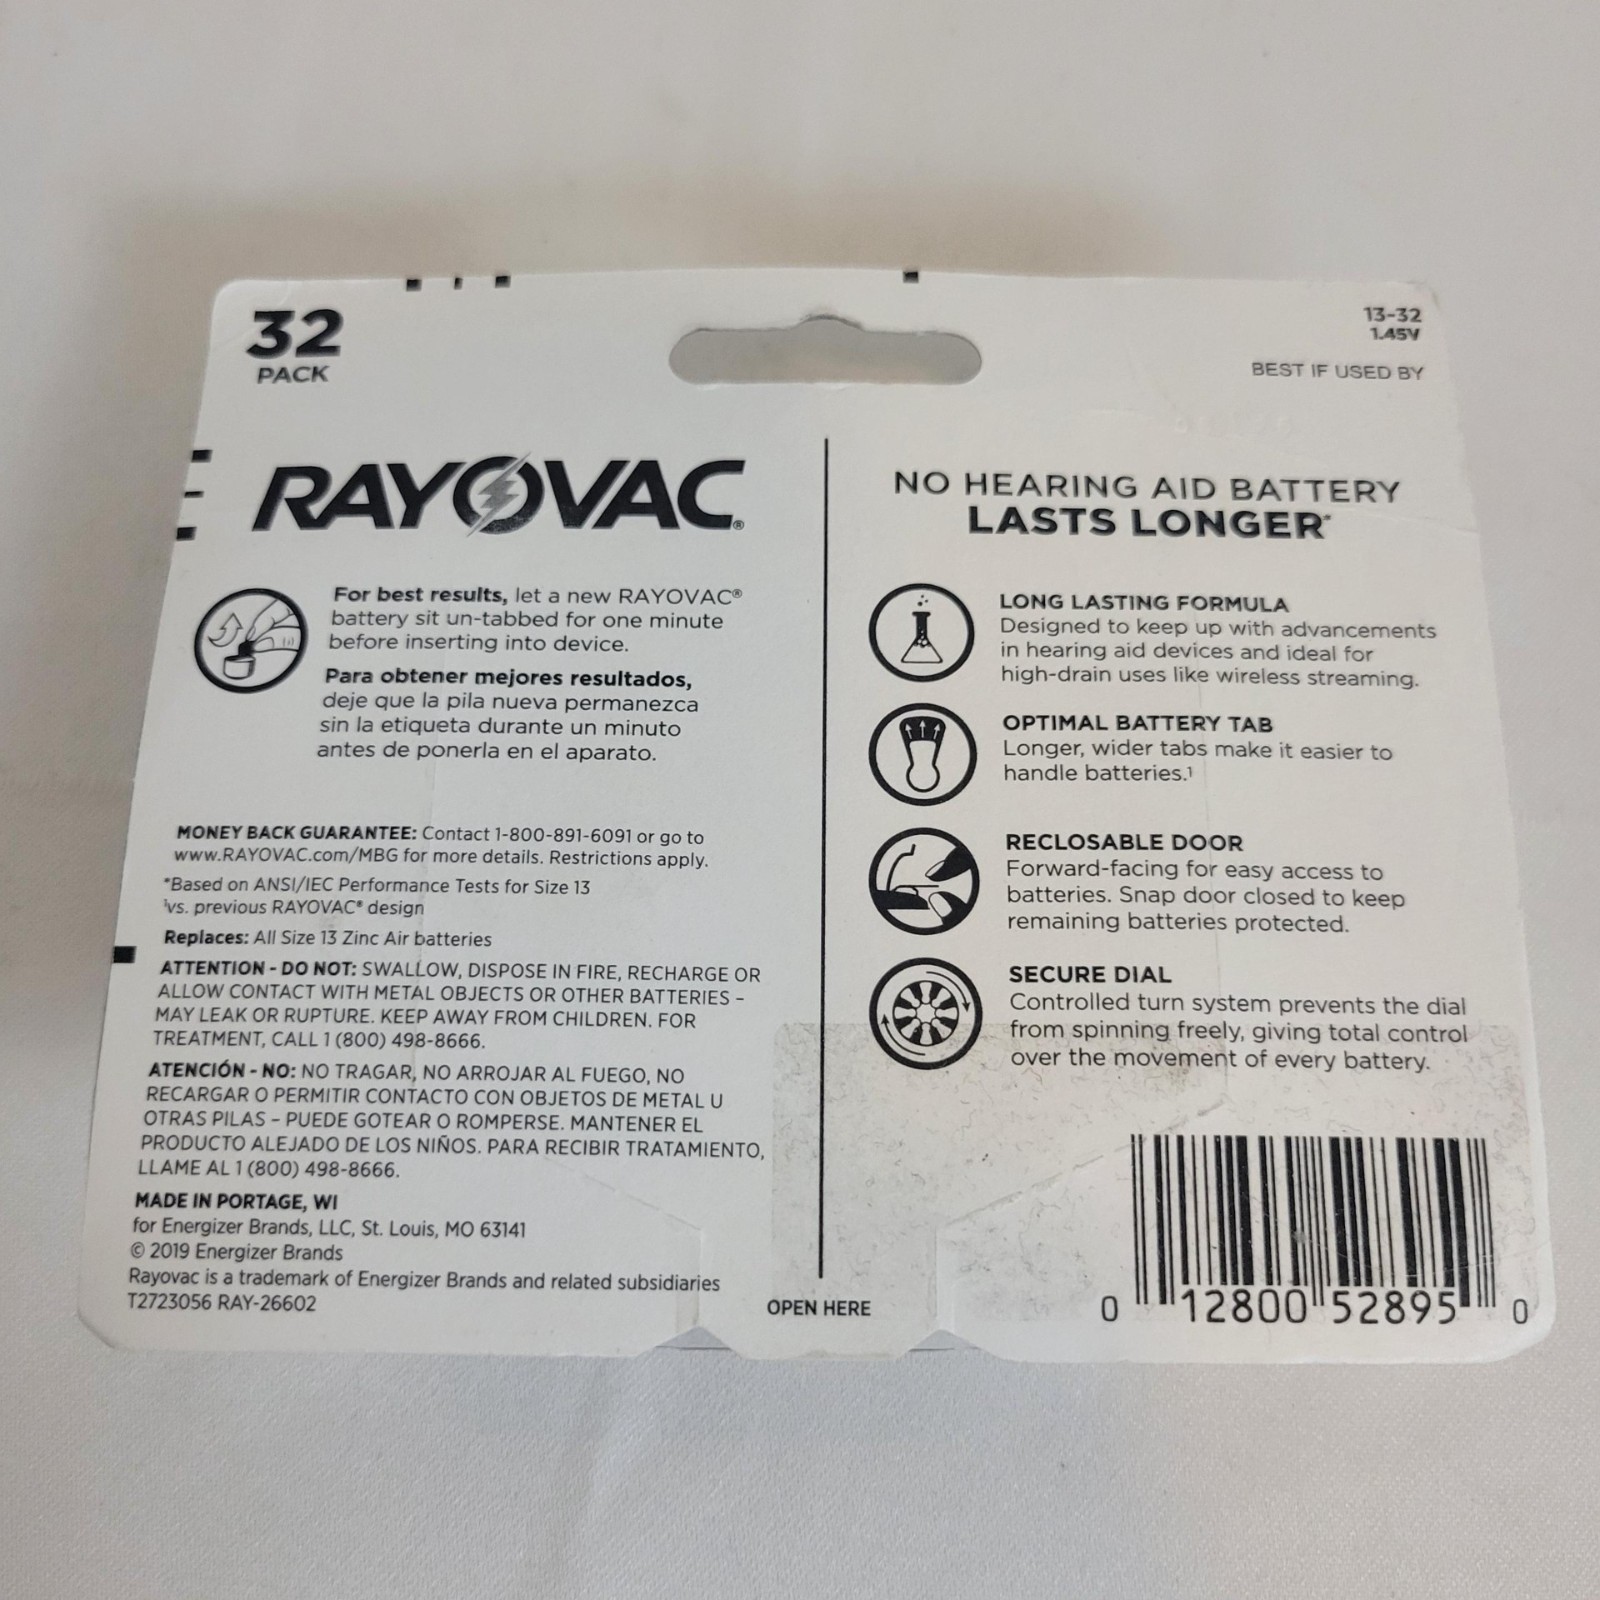 32
PACK
13-32
1.45V
BEST IF USED BY
RAYOVAC®
For best results, let a new RAYOVAC®
battery sit un-tabbed for one minute
before inserting into device.
Para obtener mejores resultados,
deje que la pila nueva permanezca
sin la etiqueta durante un minuto
antes de ponerla en el aparato.
MONEY BACK GUARANTEE: Contact 1-800-891-6091 or go to
www.RAYOVAC.com/MBG for more details. Restrictions apply.
*Based on ANSI/IEC Performance Tests for Size 13
¹vs. previous RAYOVAC® design
Replaces: All Size 13 Zinc Air batteries
ATTENTION - DO NOT: SWALLOW, DISPOSE IN FIRE, RECHARGE OR
ALLOW CONTACT WITH METAL OBJECTS OR OTHER BATTERIES –
MAY LEAK OR RUPTURE. KEEP AWAY FROM CHILDREN. FOR
TREATMENT, CALL 1 (800) 498-8666.
ATENCIÓN - NO: NO TRAGAR, NO ARROJAR AL FUEGO, NO
RECARGAR O PERMITIR CONTACTO CON OBJETOS DE METAL U
OTRAS PILAS – PUEDE GOTEAR O ROMPERSE. MANTENER EL
PRODUCTO ALEJADO DE LOS NIÑOS. PARA RECIBIR TRATAMIENTO,
LLAME AL 1 (800) 498-8666.
MADE IN PORTAGE, WI
for Energizer Brands, LLC, St. Louis, MO 63141
© 2019 Energizer Brands
Rayovac is a trademark of Energizer Brands and related subsidiaries
T2723056 RAY-26602
NO HEARING AID BATTERY
LASTS LONGER*
LONG LASTING FORMULA
Designed to keep up with advancements
in hearing aid devices and ideal for
high-drain uses like wireless streaming.
OPTIMAL BATTERY TAB
Longer, wider tabs make it easier to
handle batteries.¹
RECLOSABLE DOOR
Forward-facing for easy access to
batteries. Snap door closed to keep
remaining batteries protected.
SECURE DIAL
Controlled turn system prevents the dial
from spinning freely, giving total control
over the movement of every battery.
OPEN HERE
0 12800 52895 0